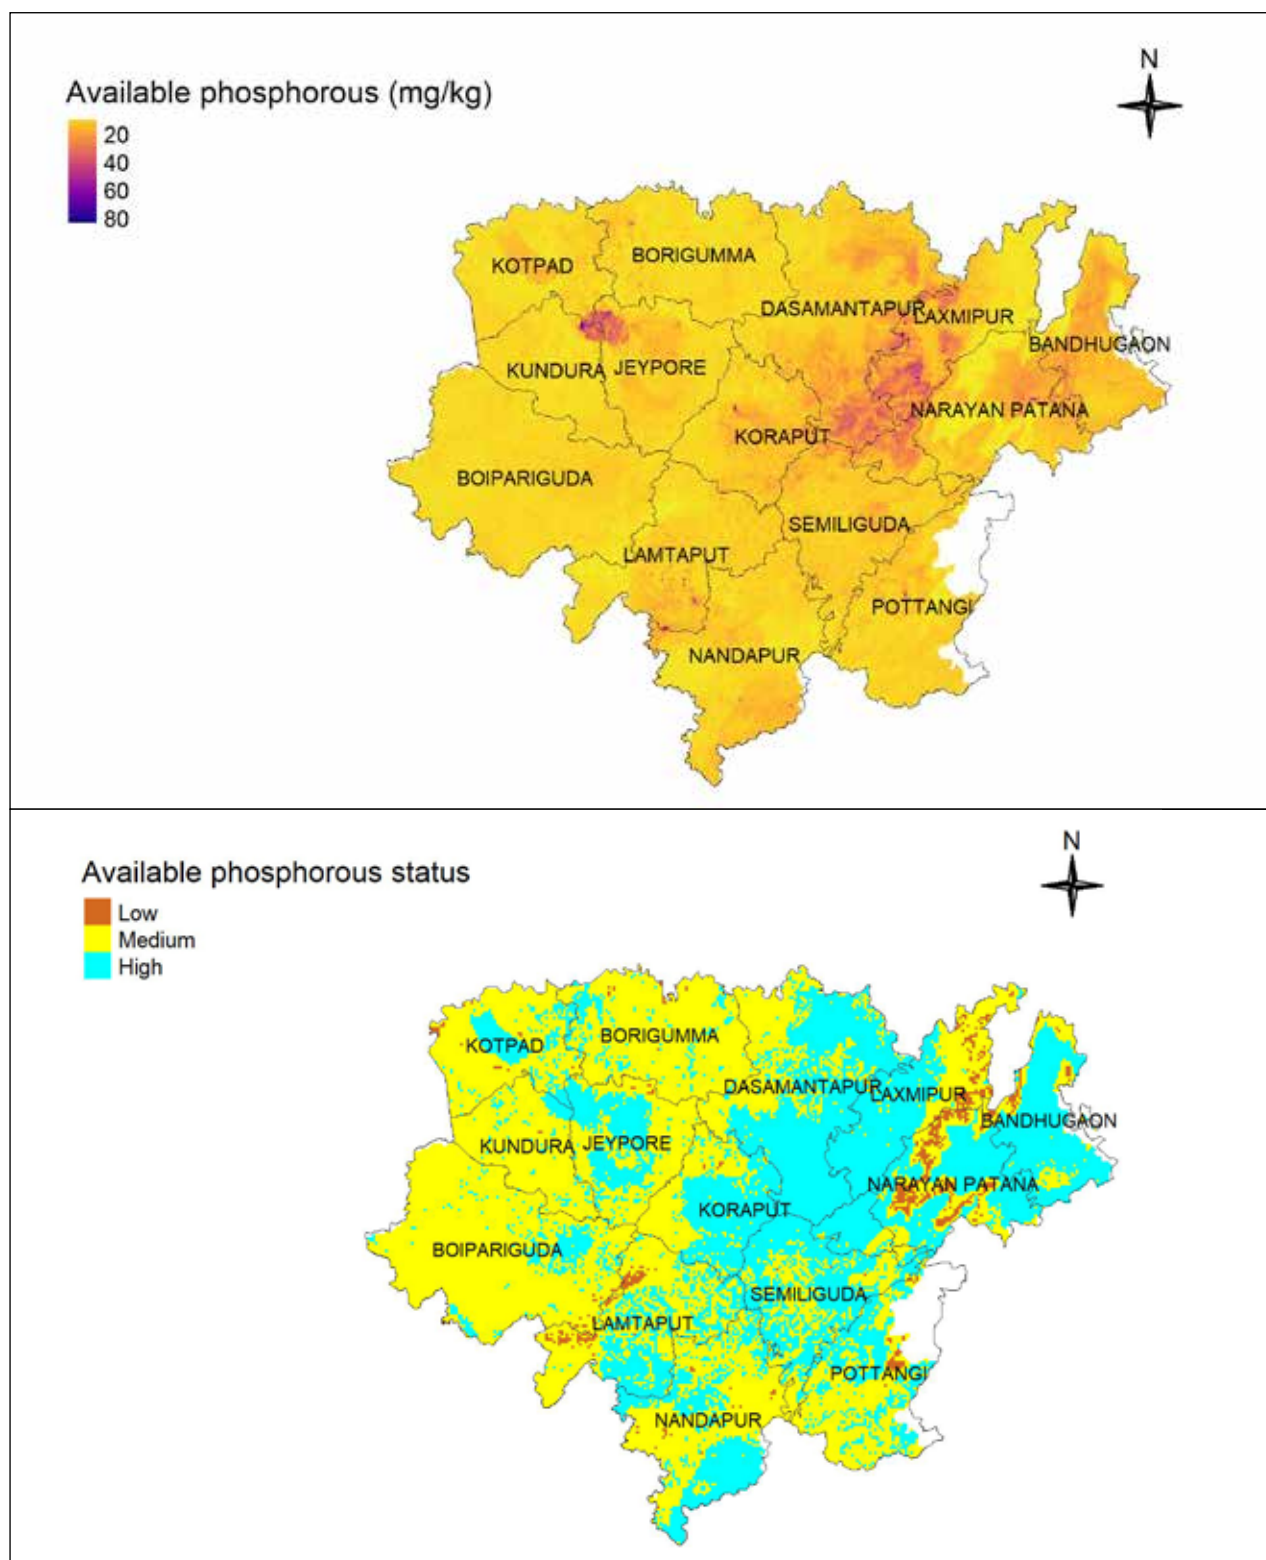 N
Available phosphorous (mg/kg)
20
40
60
80
KOTPAD
BORIGUMMA
DASAMANTAPUR
LAXMIPUR
BANDHUGAON
KUNDURA
JEYPORE
NARAYAN PATANA
KORAPUT
BOIPARIGUDA
SEMILIGUDA
LAMTAPUT
POTTANGI
NANDAPUR
N
Available phosphorous status
Low
Medium
High
BORIGUMMA
KOTPAD
DASAMANTAPUR
LAXMIPUR
BANDHUGAON
KUNDURA
JEYPORE
NARAYAN PATANA
KORAPUT
BOIPARIGUDA
SEMILIGUDA
LAMTAPUT
POTTANGI
NANDAPUR